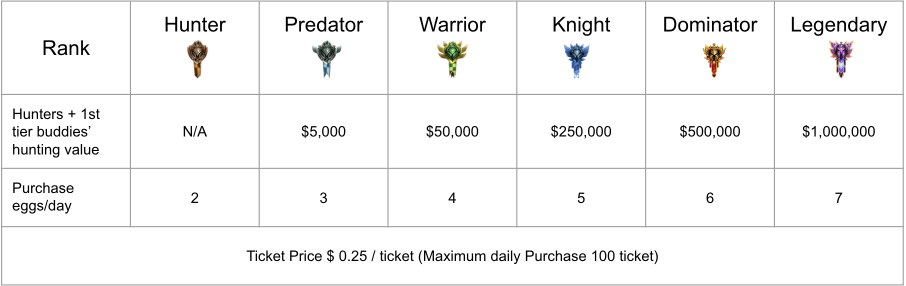 Rank
Hunter
Predator
Warrior
Knight
Dominator
Legendary
Hunters + 1st
tier buddies’
hunting value
N/A
$5,000
$50,000
$250,000
$500,000
$1,000,000
Purchase
eggs/day
2
3
4
5
6
7
Ticket Price $ 0.25 / ticket (Maximum daily Purchase 100 ticket)